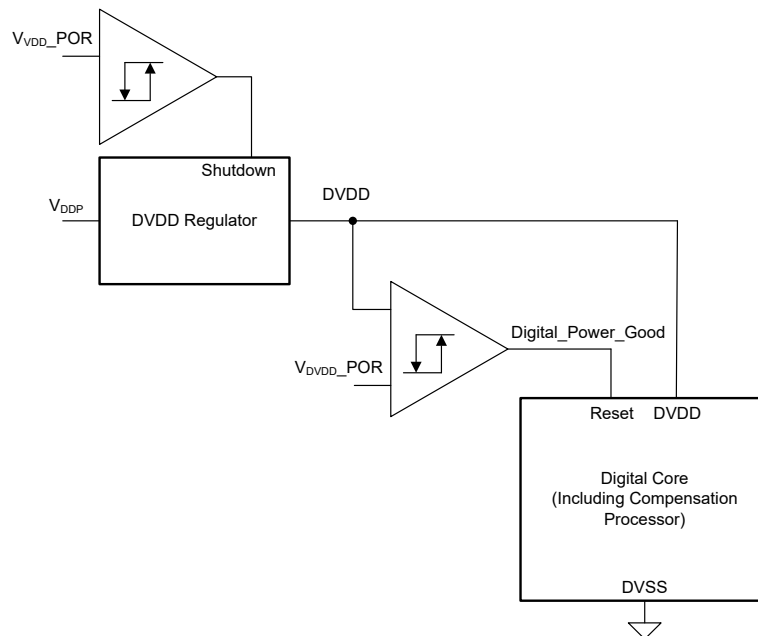 VVDD_POR
Shutdown
VDDP
DVDD Regulator
DVDD
Digital_Power_Good
VDVDD_POR
Reset DVDD
Digital Core
(Including Compensation
Processor)
DVSS